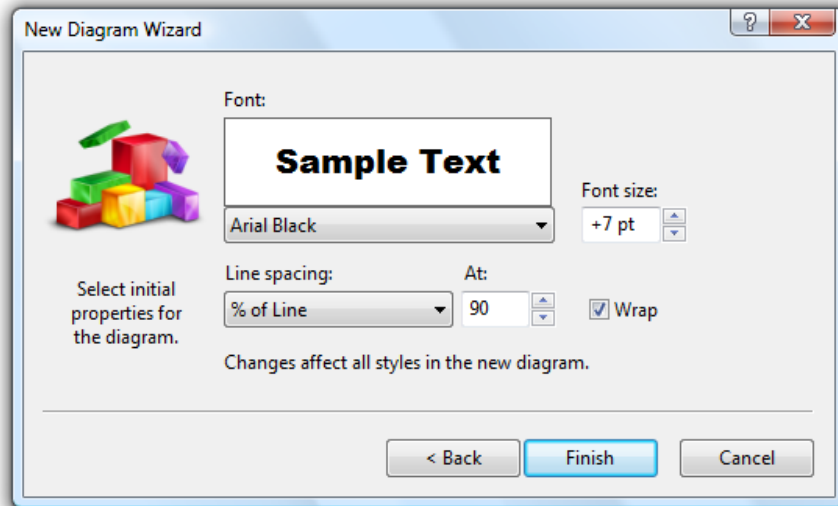 New Diagram Wizard
?
X
Font:
Sample Text
Font size:
Arial Black
+7 pt
Line spacing:
At:
Select initial
properties for
the diagram.
% of Line
90
Wrap
Changes affect all styles in the new diagram.
< Back
Finish
Cancel